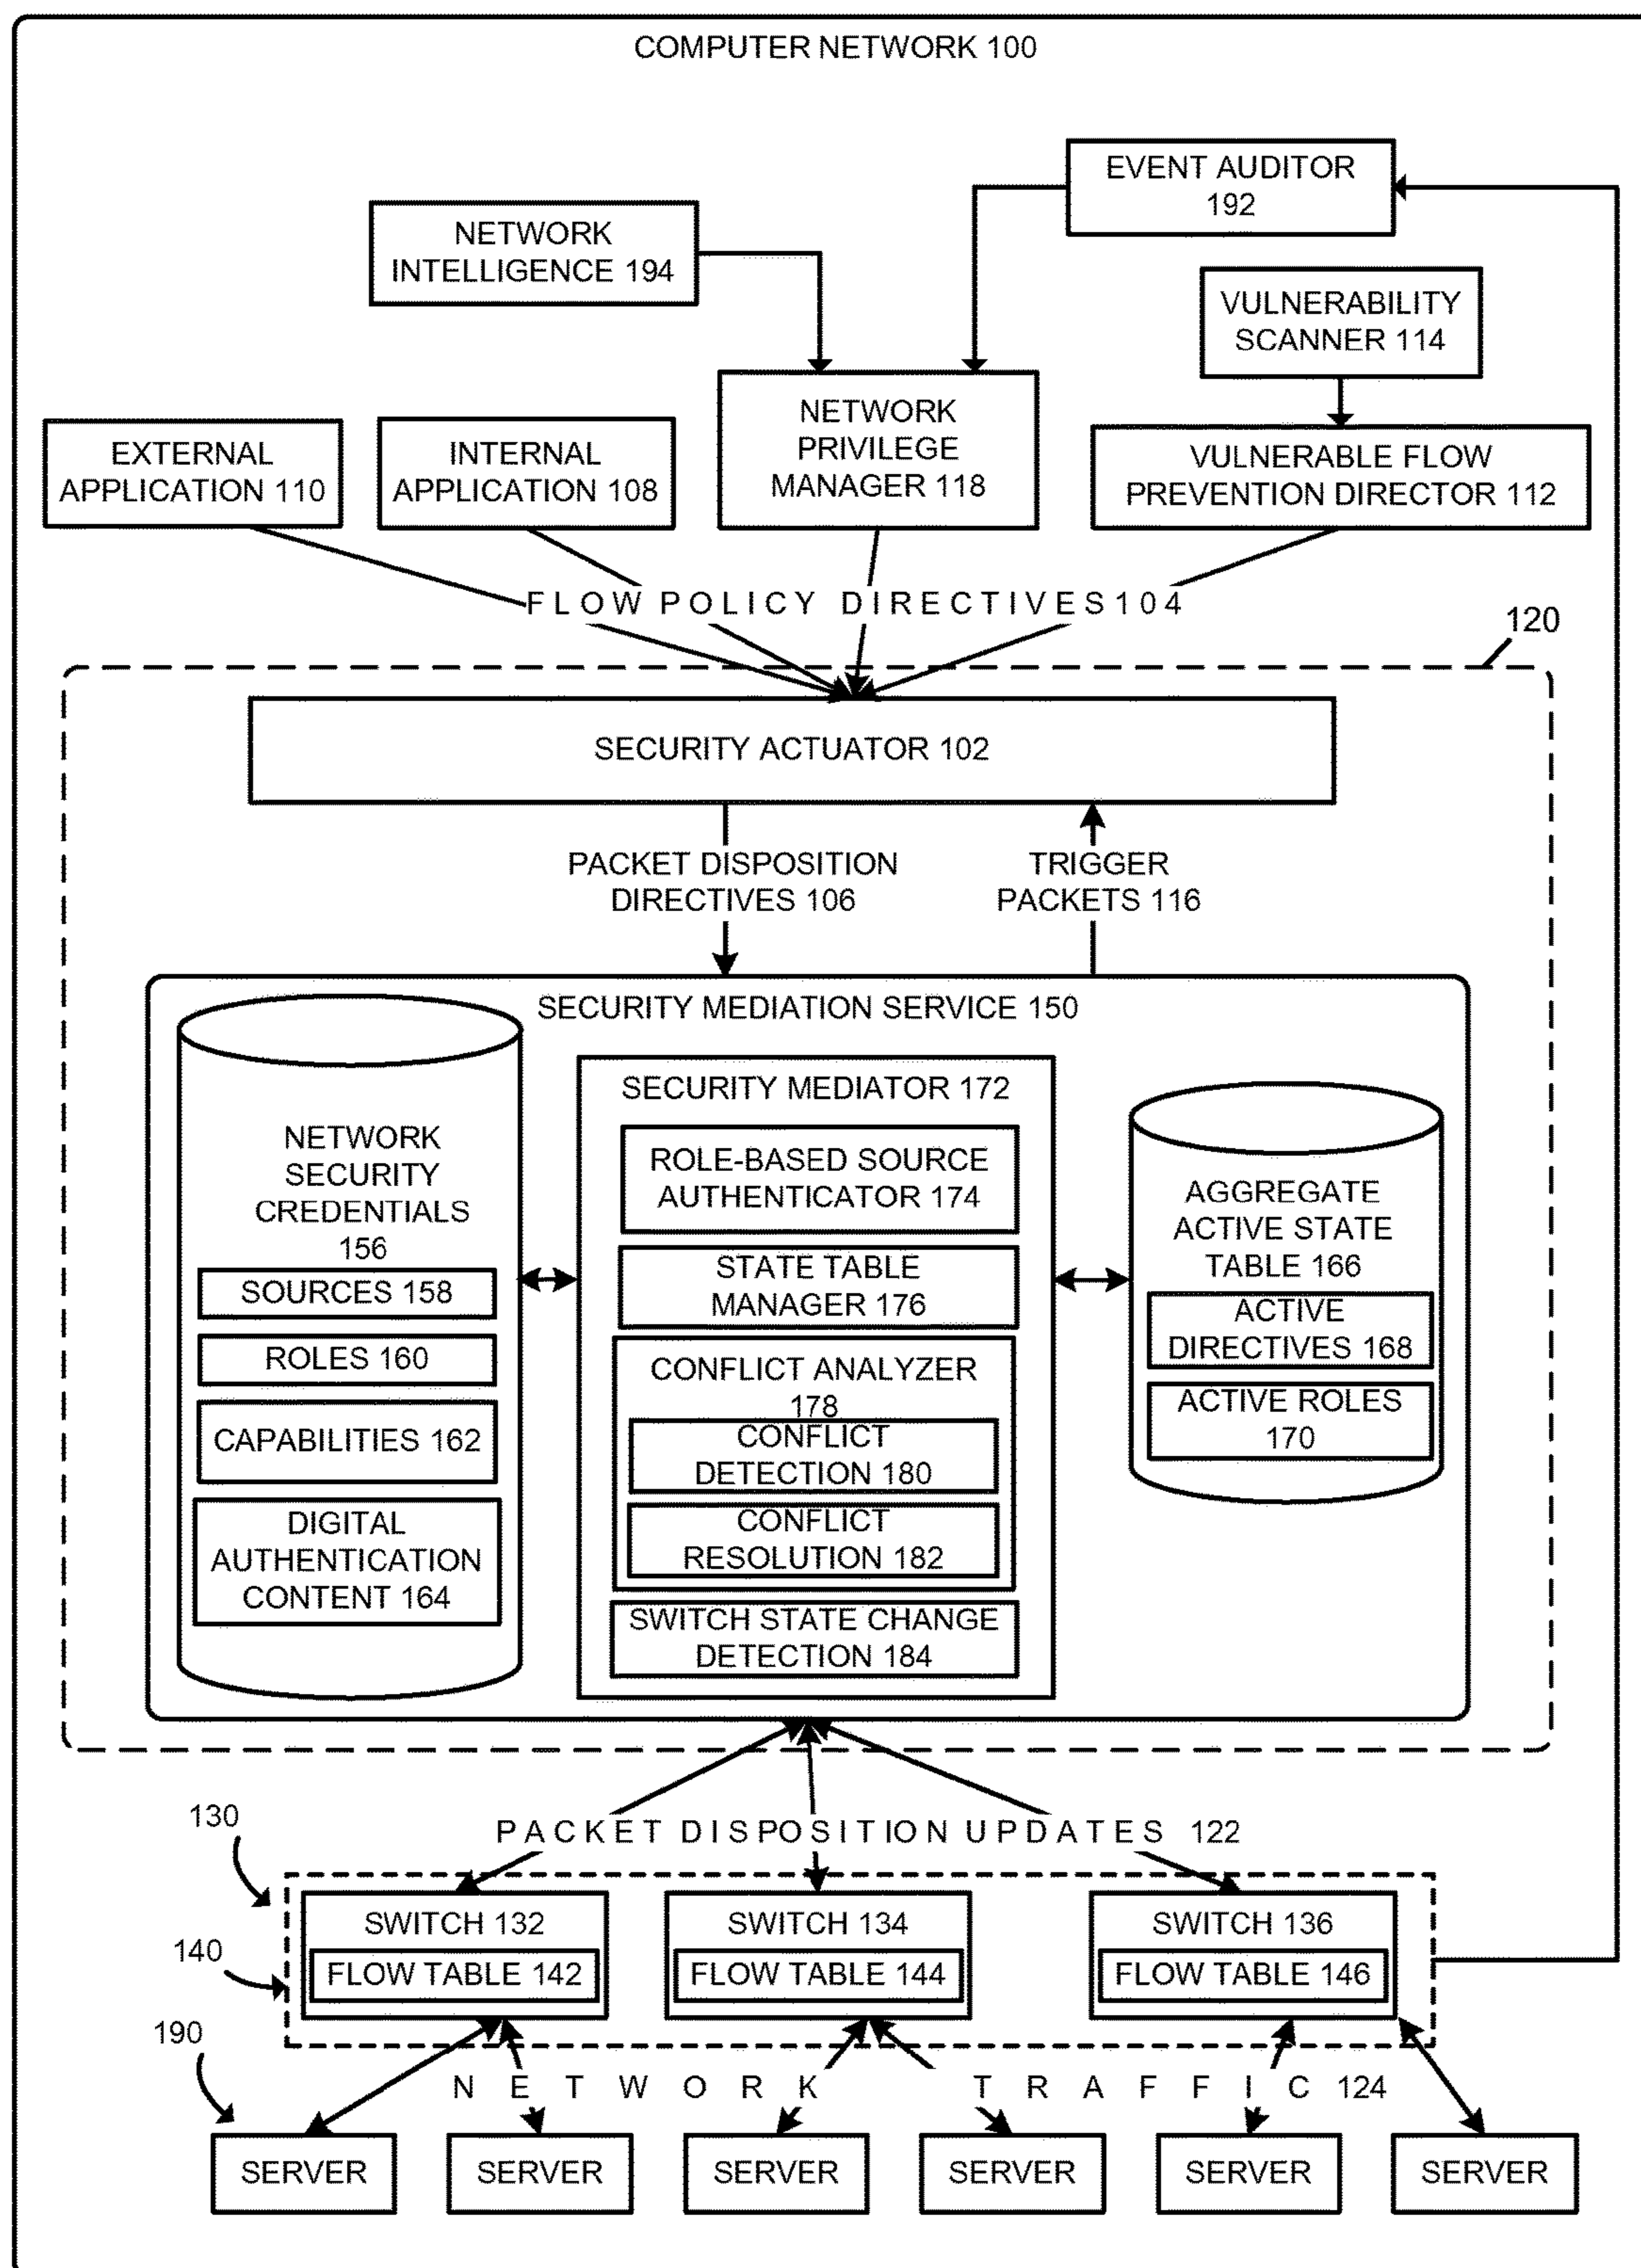 COMPUTER NETWORK 100
EVENT AUDITOR
192
NETWORK
INTELLIGENCE 194
VULNERABILITY
SCANNER 114
EXTERNAL
APPLICATION 110
INTERNAL
APPLICATION 108
NETWORK
PRIVILEGE
MANAGER 118
VULNERABLE FLOW
PREVENTION DIRECTOR 112
FLOW POLICY DIRECTIVES 104
120
SECURITY ACTUATOR 102
PACKET DISPOSITION
DIRECTIVES 106
TRIGGER
PACKETS 116
SECURITY MEDIATION SERVICE 150
NETWORK
SECURITY
CREDENTIALS
156
SOURCES 158
ROLES 160
CAPABILITIES 162
DIGITAL
AUTHENTICATION
CONTENT 164
SECURITY MEDIATOR 172
ROLE-BASED SOURCE
AUTHENTICATOR 174
STATE TABLE
MANAGER 176
CONFLICT ANALYZER
178
CONFLICT
DETECTION 180
CONFLICT
RESOLUTION 182
SWITCH STATE CHANGE
DETECTION 184
AGGREGATE
ACTIVE STATE
TABLE 166
ACTIVE
DIRECTIVES 168
ACTIVE ROLES
170
130
PACKET DISPOSITION UPDATES 122
140
SWITCH 132
FLOW TABLE 142
SWITCH 134
FLOW TABLE 144
SWITCH 136
FLOW TABLE 146
190
NETWORK TRAFFIC 124
SERVER
SERVER
SERVER
SERVER
SERVER
SERVER